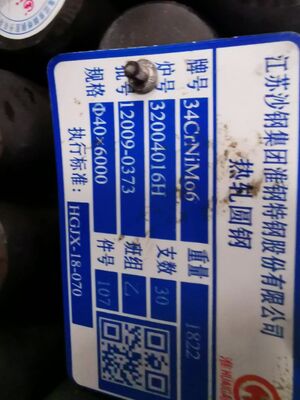 江苏沙钢集团淮钢特钢股份有限公司
热轧圆钢
牌号 34CrNiMo6 重量 1822
炉号 32004016H 支数 30
批号 12009-0373 班组 乙
规格 Φ40×6000 件号 107
执行标准: HGJX-18-070